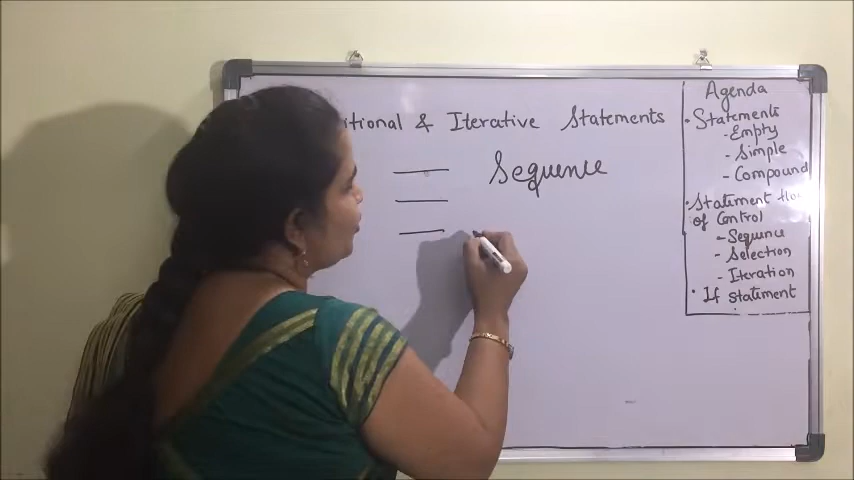 itional & Iterative Statements
Sequence
Agenda
• Statements
- Empty
- Simple
- Compound
• Statement flow
of Control
- Sequence
- Selection
- Iteration
• If statement